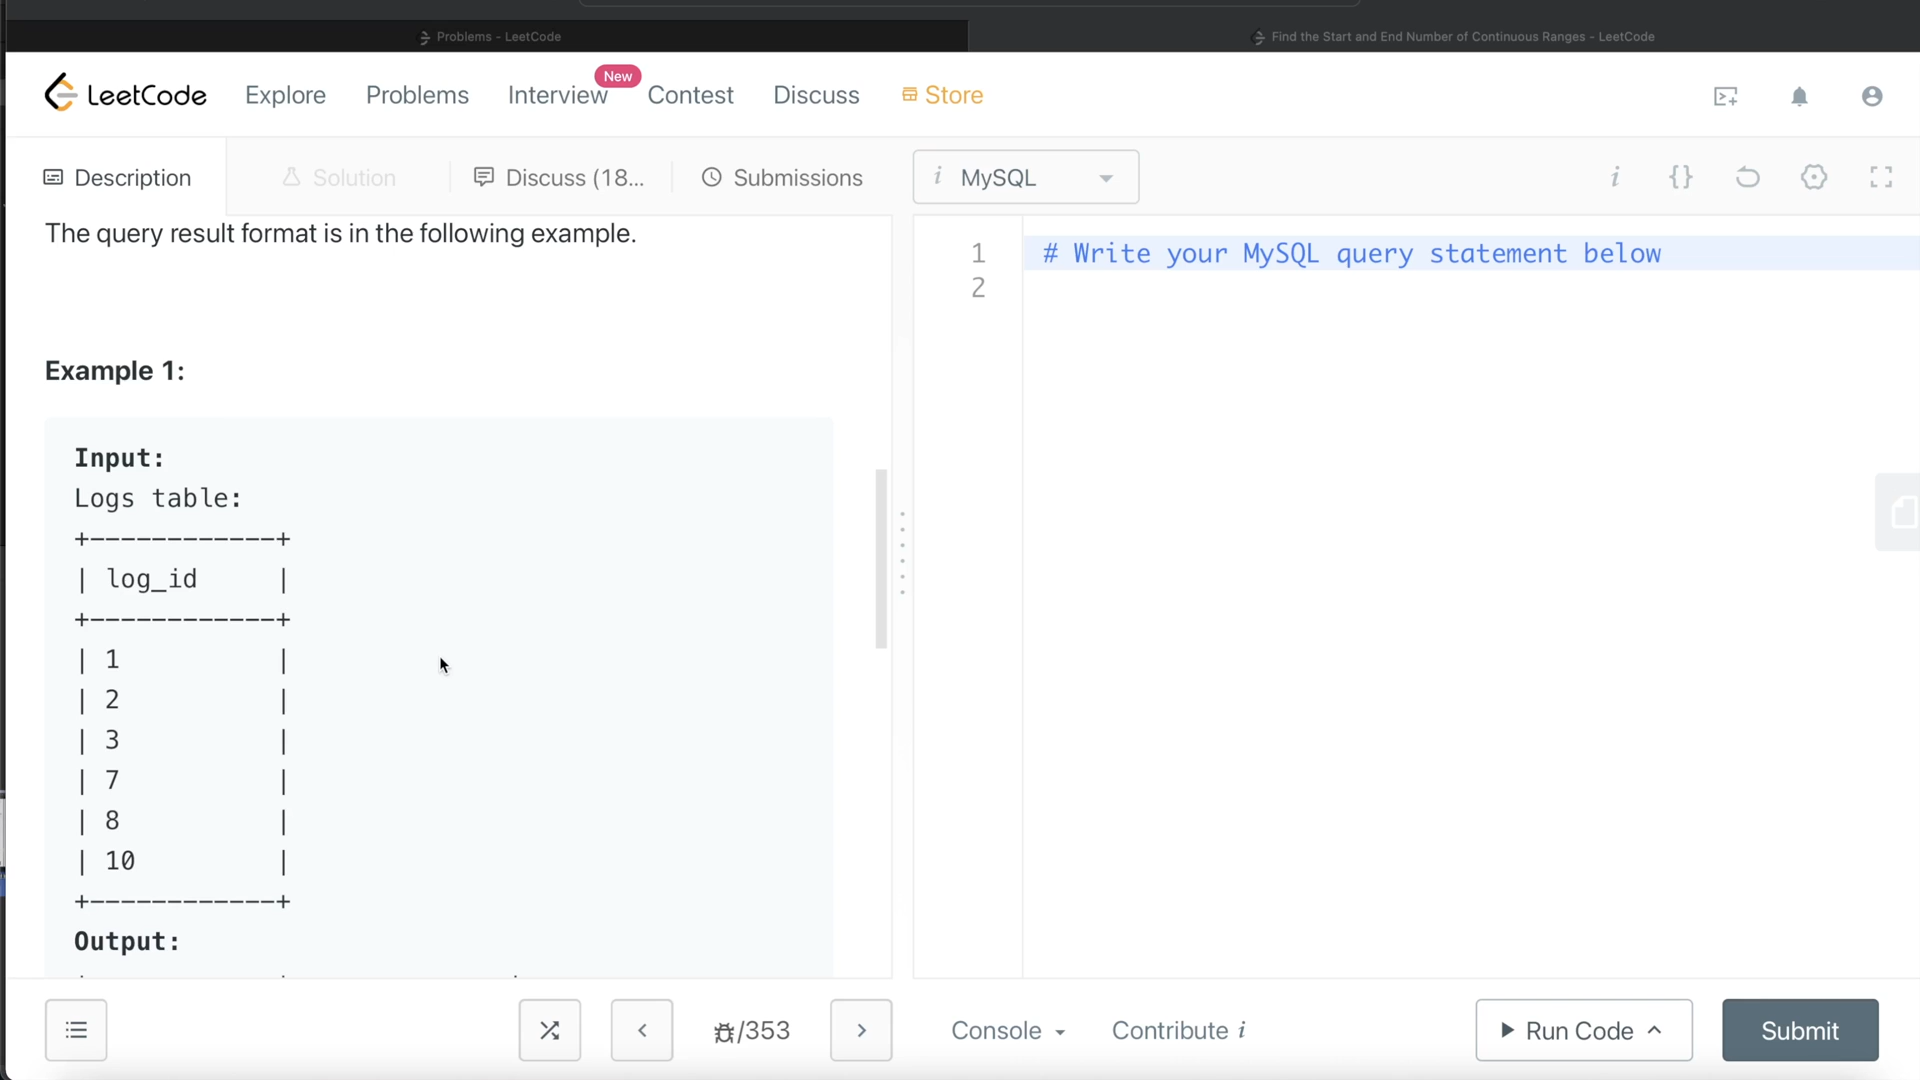 Problems - LeetCode
Find the Start and End Number of Continuous Ranges - LeetCode
LeetCode Explore Problems Interview New Contest Discuss Store
Description Solution Discuss (18... Submissions i MySQL i {}
The query result format is in the following example.
Example 1:
Input:
Logs table:
+------------+
| log_id |
+------------+
| 1 |
| 2 |
| 3 |
| 7 |
| 8 |
| 10 |
+------------+
Output:
1 # Write your MySQL query statement below
2
/353 Console Contribute i Run Code Submit